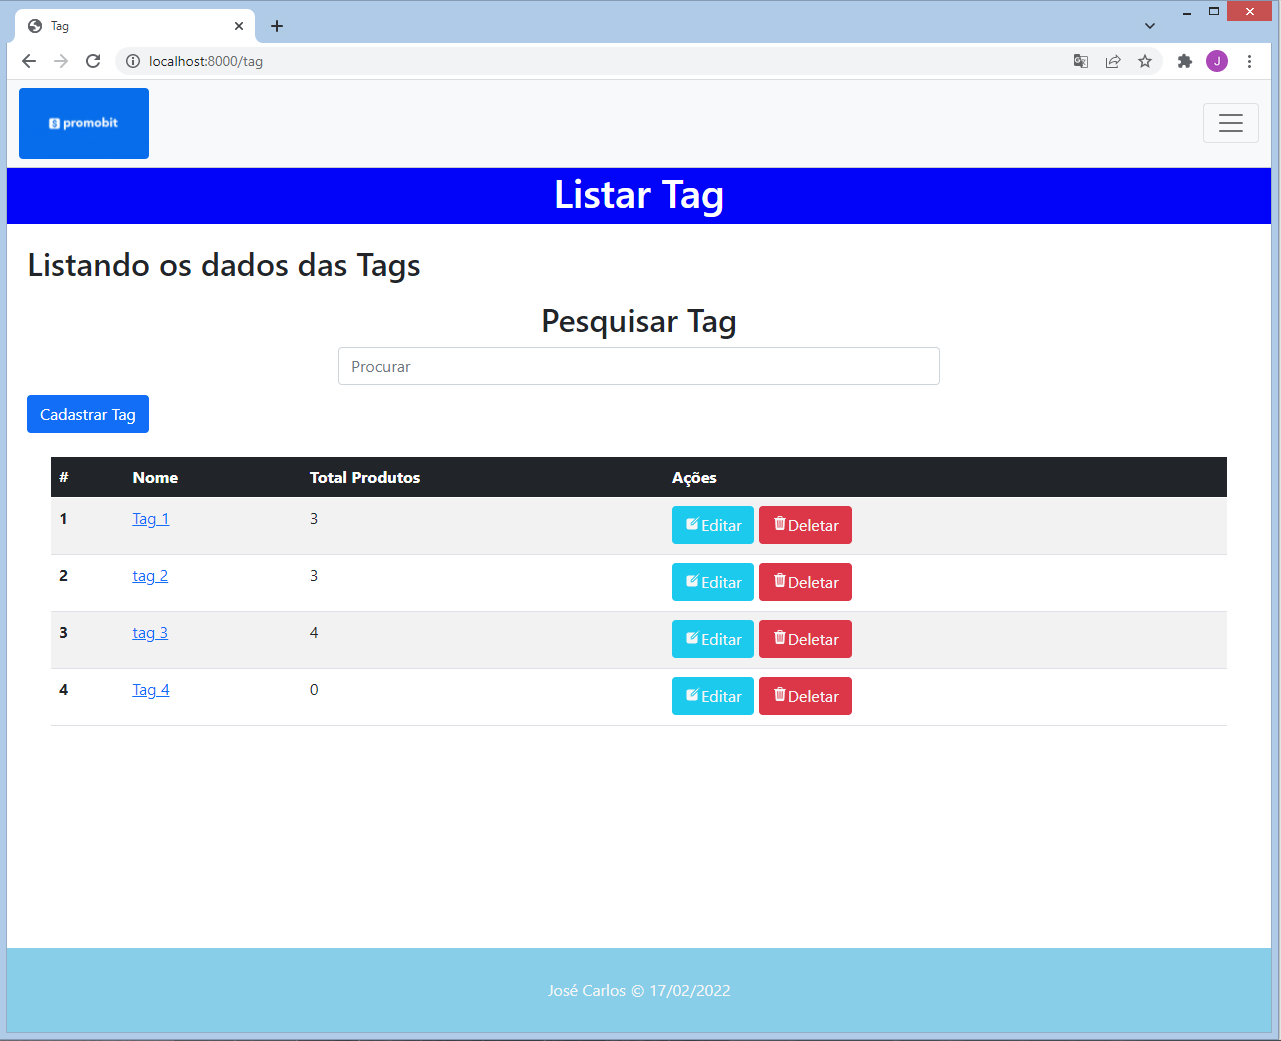 Tag
localhost:8000/tag
J
promobit
Listar Tag
Listando os dados das Tags
Pesquisar Tag
Procurar
Cadastrar Tag
# Nome Total Produtos Ações
1 Tag 1 3 Editar Deletar
2 tag 2 3 Editar Deletar
3 tag 3 4 Editar Deletar
4 Tag 4 0 Editar Deletar
José Carlos © 17/02/2022